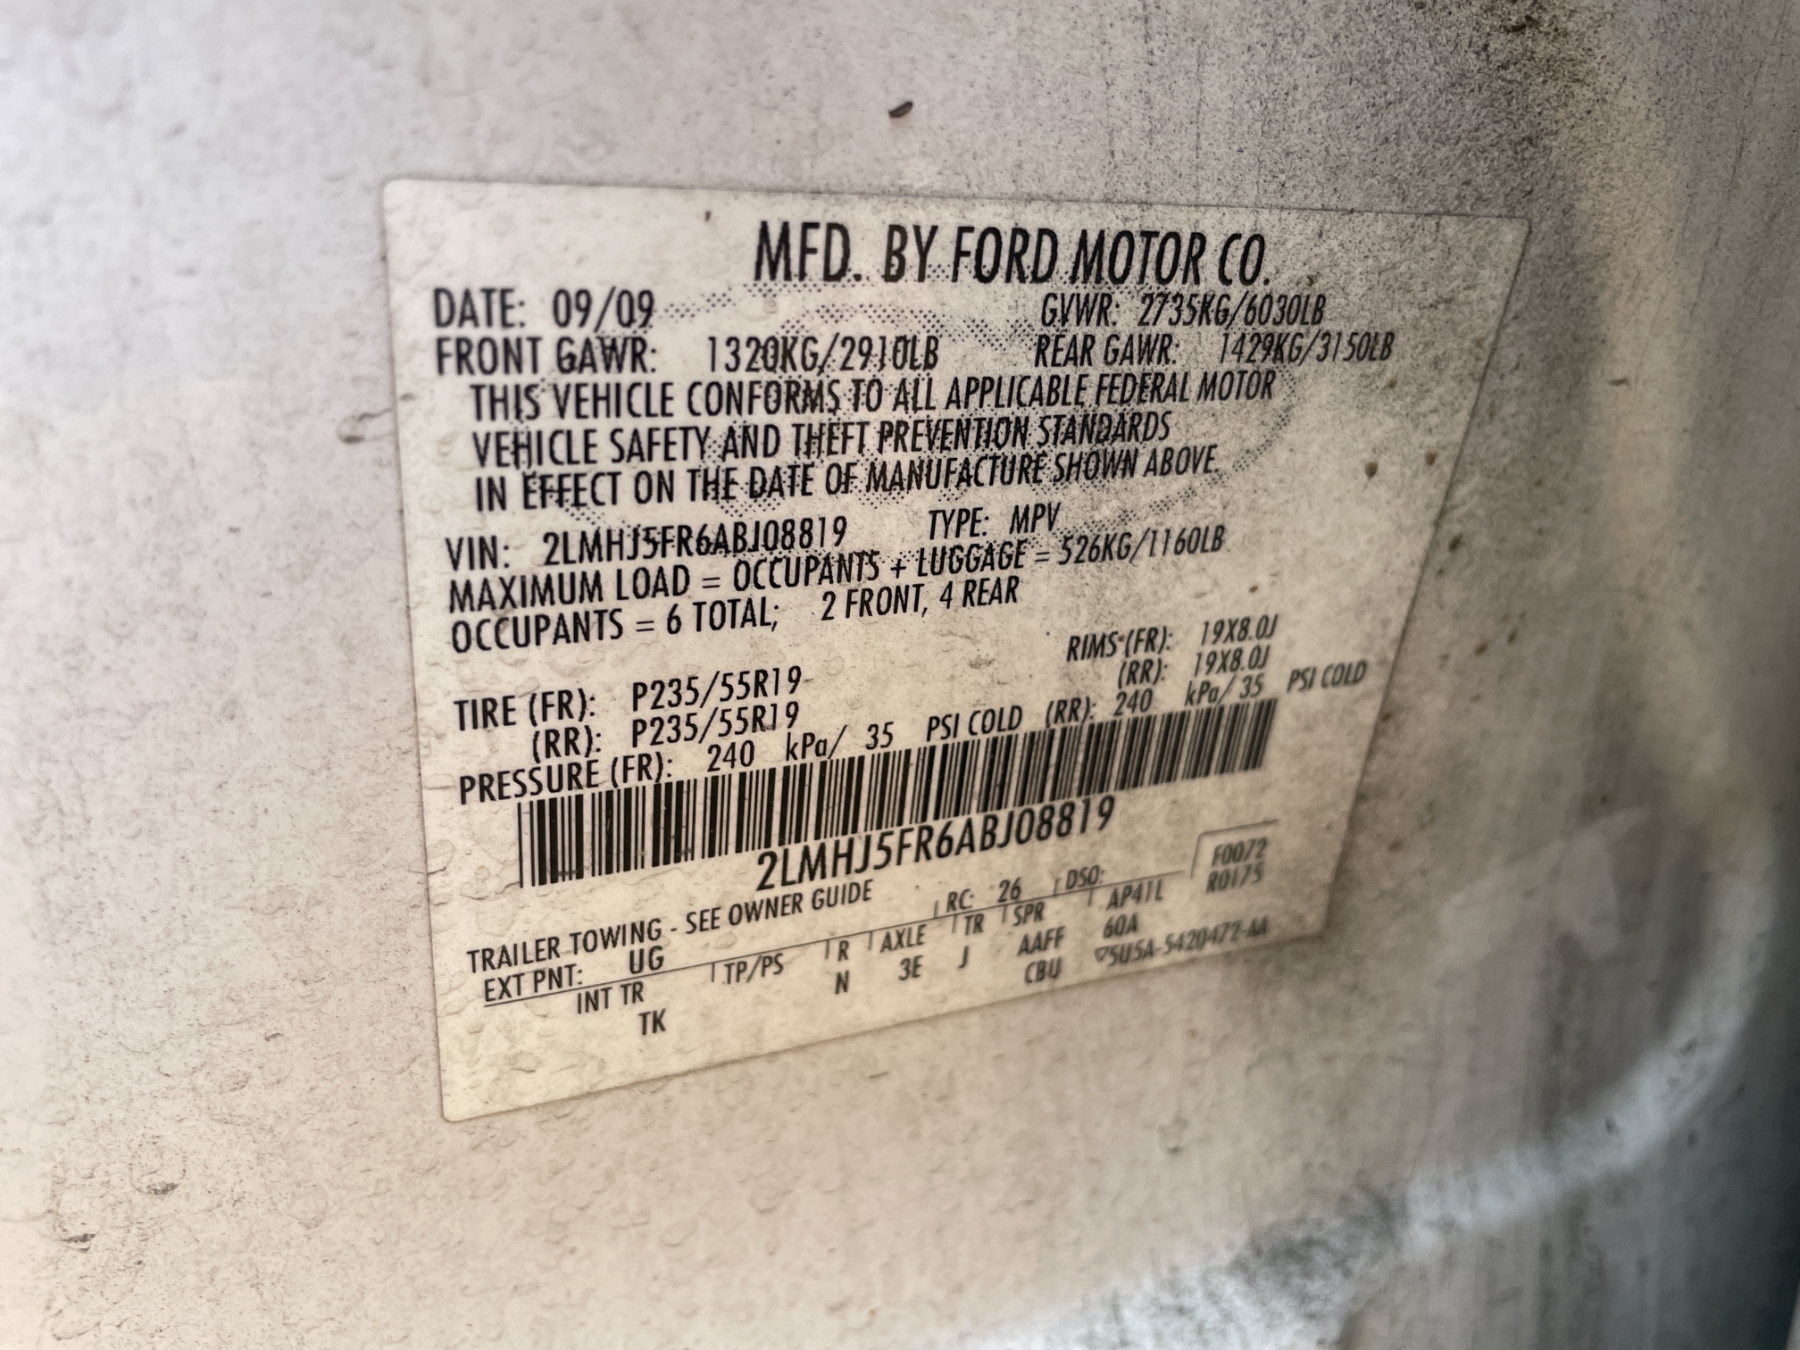 MFD. BY FORD MOTOR CO.
DATE: 09/09 GVWR: 2735KG/6030LB
FRONT GAWR: 1320KG/2910LB REAR GAWR: 1429KG/3150LB
THIS VEHICLE CONFORMS TO ALL APPLICABLE FEDERAL MOTOR
VEHICLE SAFETY AND THEFT PREVENTION STANDARDS
IN EFFECT ON THE DATE OF MANUFACTURE SHOWN ABOVE.
VIN: 2LMHJ5FR6ABJ08819 TYPE: MPV
MAXIMUM LOAD = OCCUPANTS + LUGGAGE = 526KG/1160LB
OCCUPANTS = 6 TOTAL; 2 FRONT, 4 REAR
TIRE (FR): P235/55R19 RIMS (FR): 19X8.0J
(RR): P235/55R19 (RR): 19X8.0J
PRESSURE (FR): 240 kPa/ 35 PSI COLD (RR): 240 kPa/ 35 PSI COLD
2LMHJ5FR6ABJ08819
TRAILER TOWING - SEE OWNER GUIDE F0072
EXT PNT: UG RC: 26 DSO: R0175
INT TR TP/PS R AXLE TR SPR AP41L
TK N 3E J AAFF 60A
CBU ▽5U5A-5420472-AA